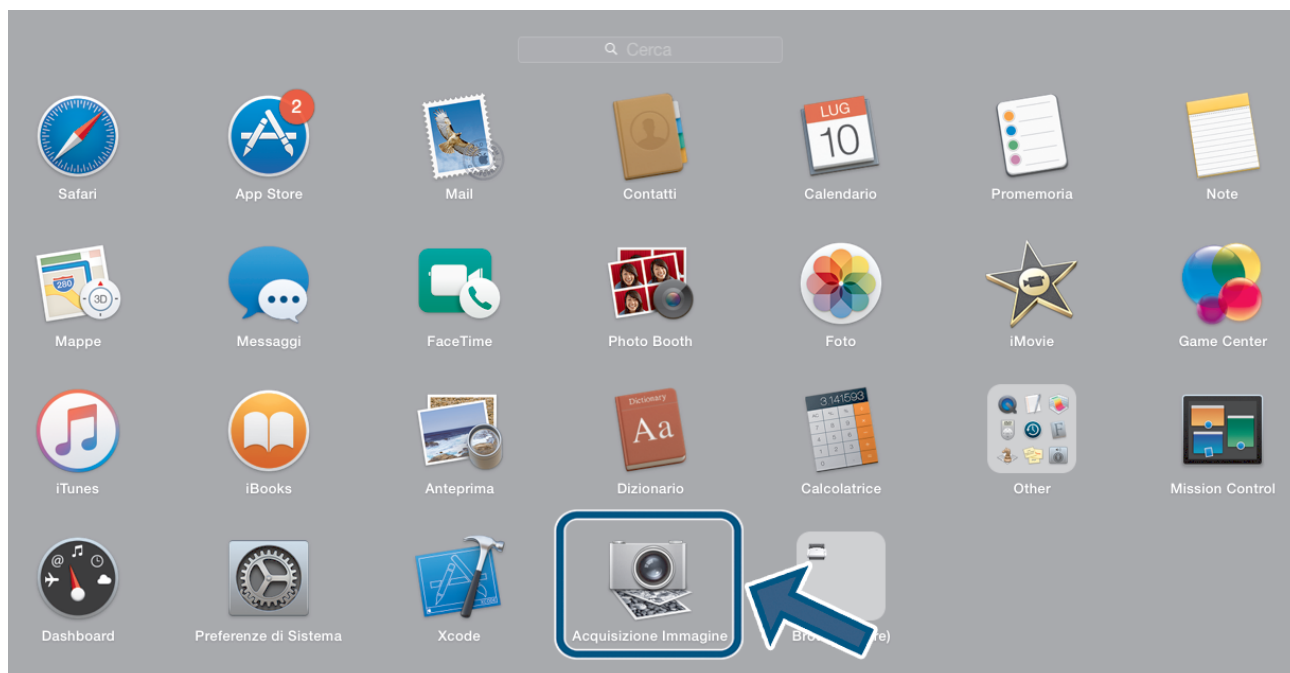 Cerca
2
LUG
10
Safari
App Store
Mail
Contatti
Calendario
Promemoria
Note
280
3D
Mappe
Messaggi
FaceTime
Photo Booth
Foto
iMovie
Game Center
Dictionary
Aa
3.141593
iTunes
iBooks
Anteprima
Dizionario
Calcolatrice
Other
Mission Control
@
Dashboard
Preferenze di Sistema
Xcode
Acquisizione Immagine